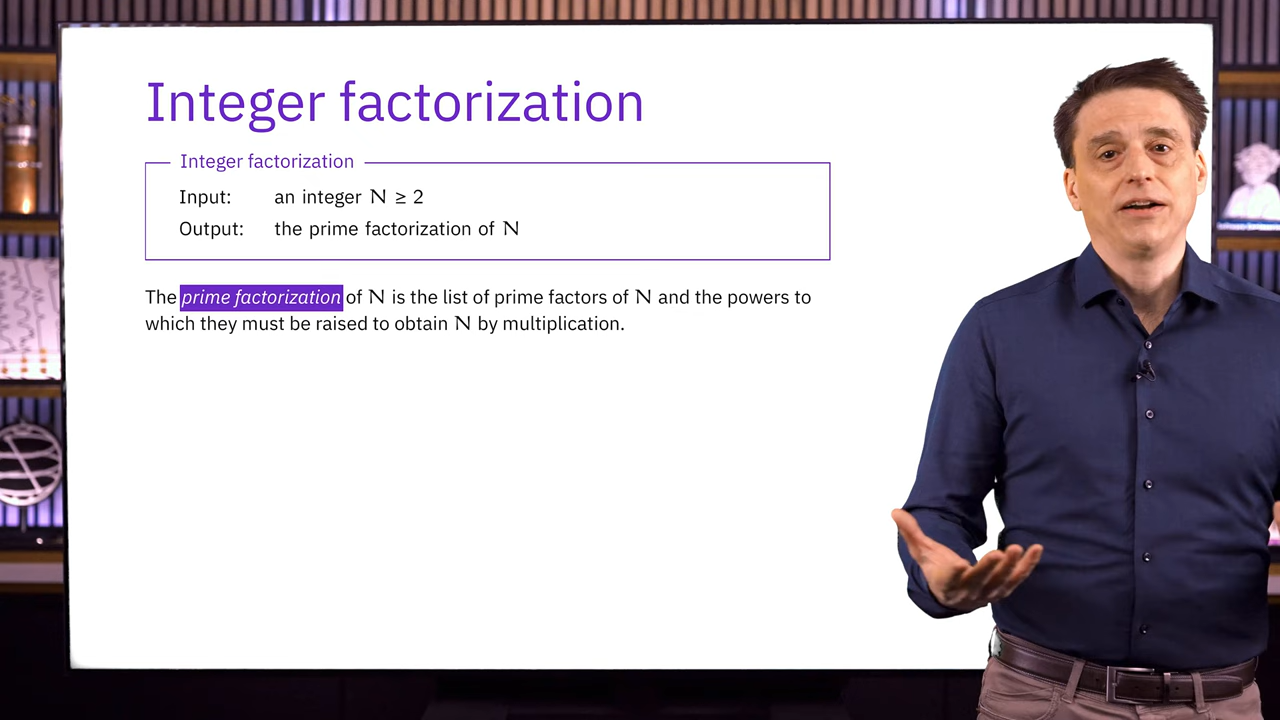 Integer factorization
Integer factorization
Input: an integer N ≥ 2
Output: the prime factorization of N
The prime factorization of N is the list of prime factors of N and the powers to
which they must be raised to obtain N by multiplication.